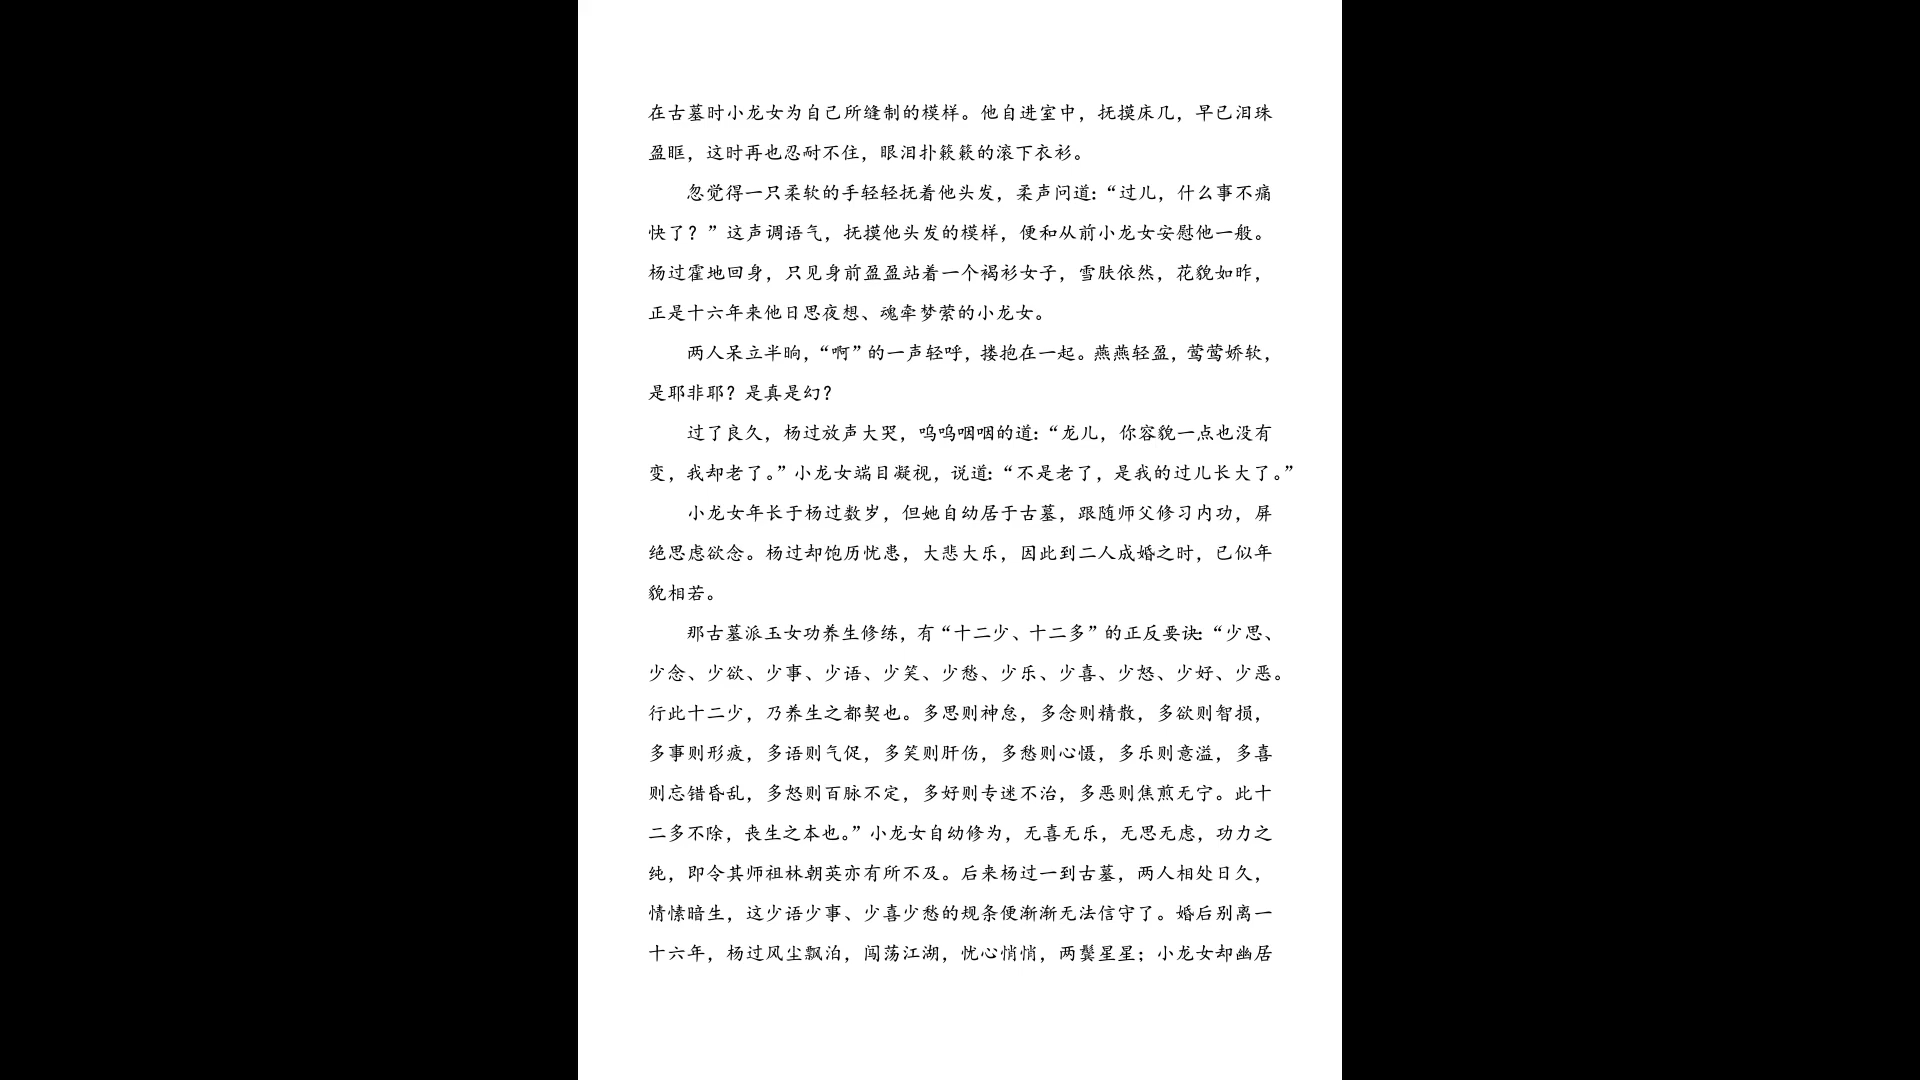 在古墓时小龙女为自己所缝制的模样。他自进室中，抚摸床几，早已泪珠
盈眶，这时再也忍耐不住，眼泪扑簌簌的滚下衣衫。
忽觉得一只柔软的手轻轻抚着他头发，柔声问道：“过儿，什么事不痛
快了？”这声调语气，抚摸他头发的模样，便和从前小龙女安慰他一般。
杨过霍地回身，只见身前盈盈站着一个褐衫女子，雪肤依然，花貌如昨，
正是十六年来他日思夜想、魂牵梦萦的小龙女。
两人呆立半晌，“啊”的一声轻呼，搂抱在一起。燕燕轻盈，莺莺娇软，
是耶非耶？是真是幻？
过了良久，杨过放声大哭，呜呜咽咽的道：“龙儿，你容貌一点也没有
变，我却老了。”小龙女端目凝视，说道：“不是老了，是我的过儿长大了。”
小龙女年长于杨过数岁，但她自幼居于古墓，跟随师父修习内功，屏
绝思虑欲念。杨过却饱历忧患，大悲大乐，因此到二人成婚之时，已似年
貌相若。
那古墓派玉女功养生修练，有“十二少、十二多”的正反要诀：“少思、
少念、少欲、少事、少语、少笑、少愁、少乐、少喜、少怒、少好、少恶。
行此十二少，乃养生之都契也。多思则神怠，多念则精散，多欲则智损，
多事则形疲，多语则气促，多笑则肝伤，多愁则心慑，多乐则意溢，多喜
则忘错昏乱，多怒则百脉不定，多好则专迷不治，多恶则焦煎无宁。此十
二多不除，丧生之本也。”小龙女自幼修为，无喜无乐，无思无虑，功力之
纯，即令其师祖林朝英亦有所不及。后来杨过一到古墓，两人相处日久，
情愫暗生，这少语少事、少喜少愁的规条便渐渐无法信守了。婚后别离一
十六年，杨过风尘飘泊，闯荡江湖，忧心悄悄，两鬓星星；小龙女却幽居